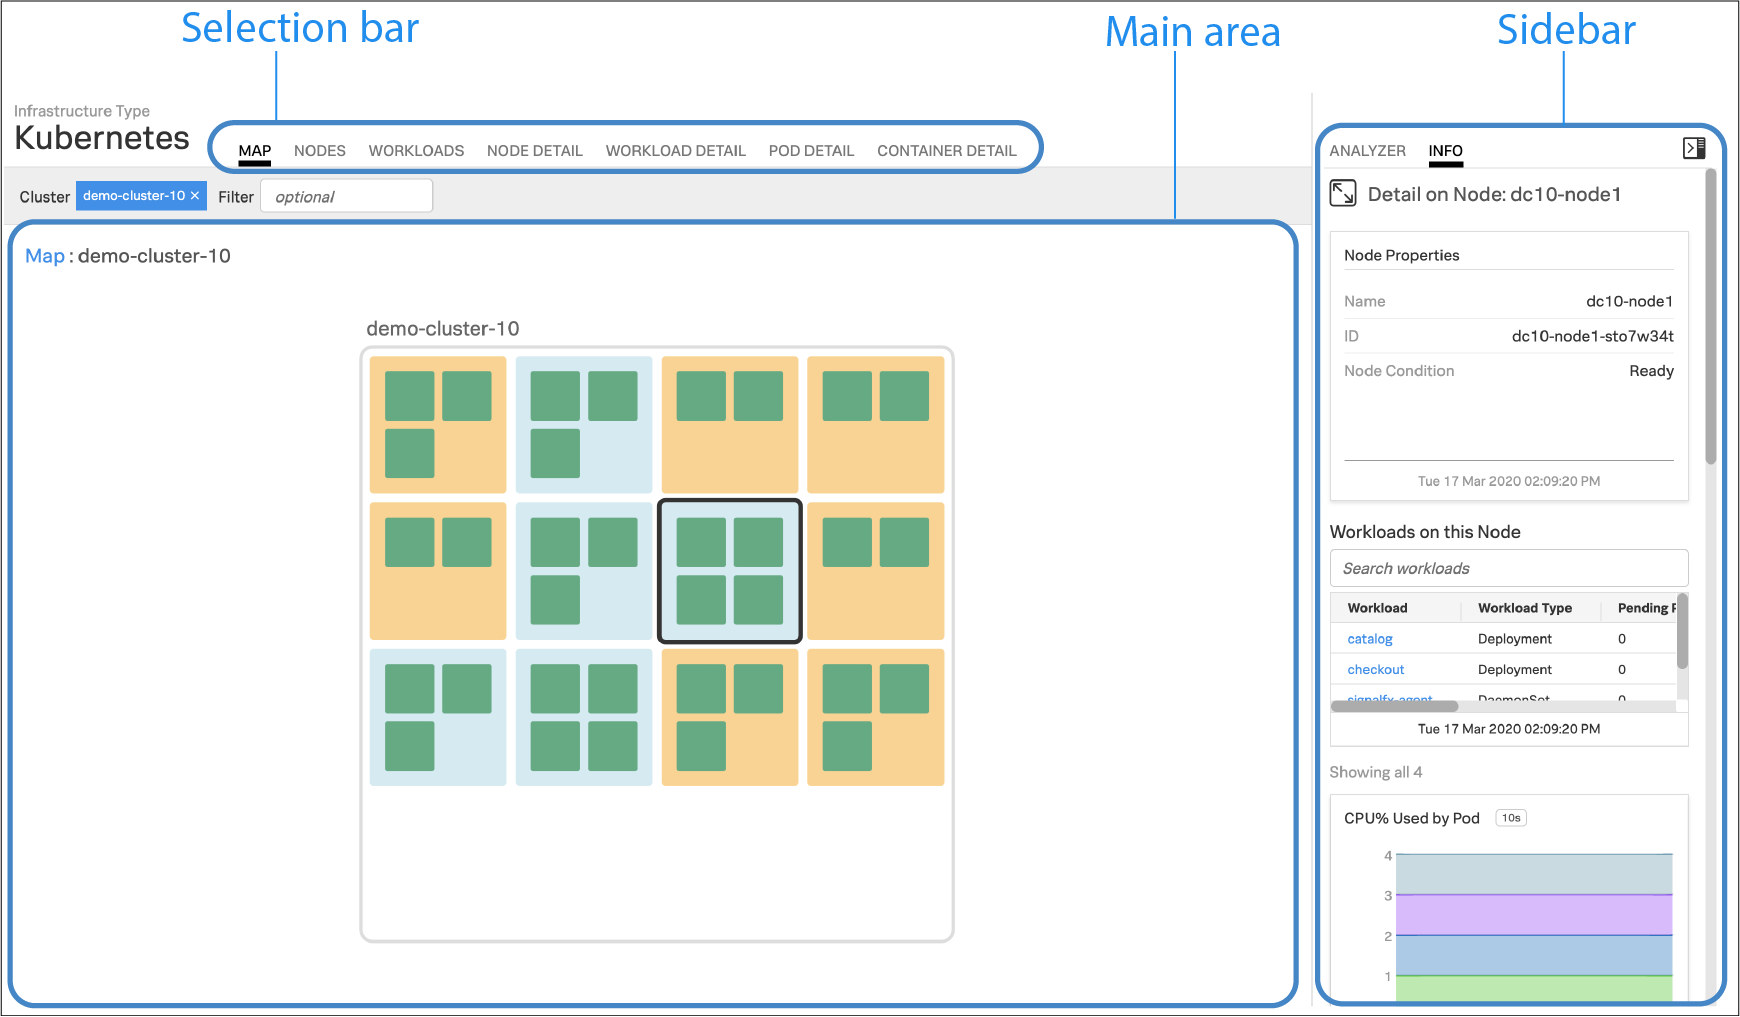 Selection bar
Main area
Sidebar
Infrastructure Type
Kubernetes
MAP NODES WORKLOADS NODE DETAIL WORKLOAD DETAIL POD DETAIL CONTAINER DETAIL
Cluster demo-cluster-10 × Filter optional
Map : demo-cluster-10
demo-cluster-10
ANALYZER INFO
Detail on Node: dc10-node1
Node Properties
Name dc10-node1
ID dc10-node1-sto7w34t
Node Condition Ready
Tue 17 Mar 2020 02:09:20 PM
Workloads on this Node
Search workloads
Workload Workload Type Pending
catalog Deployment 0
checkout Deployment 0
signalfx-agent DaemonSet 0
Tue 17 Mar 2020 02:09:20 PM
Showing all 4
CPU% Used by Pod 10s
4
3
2
1